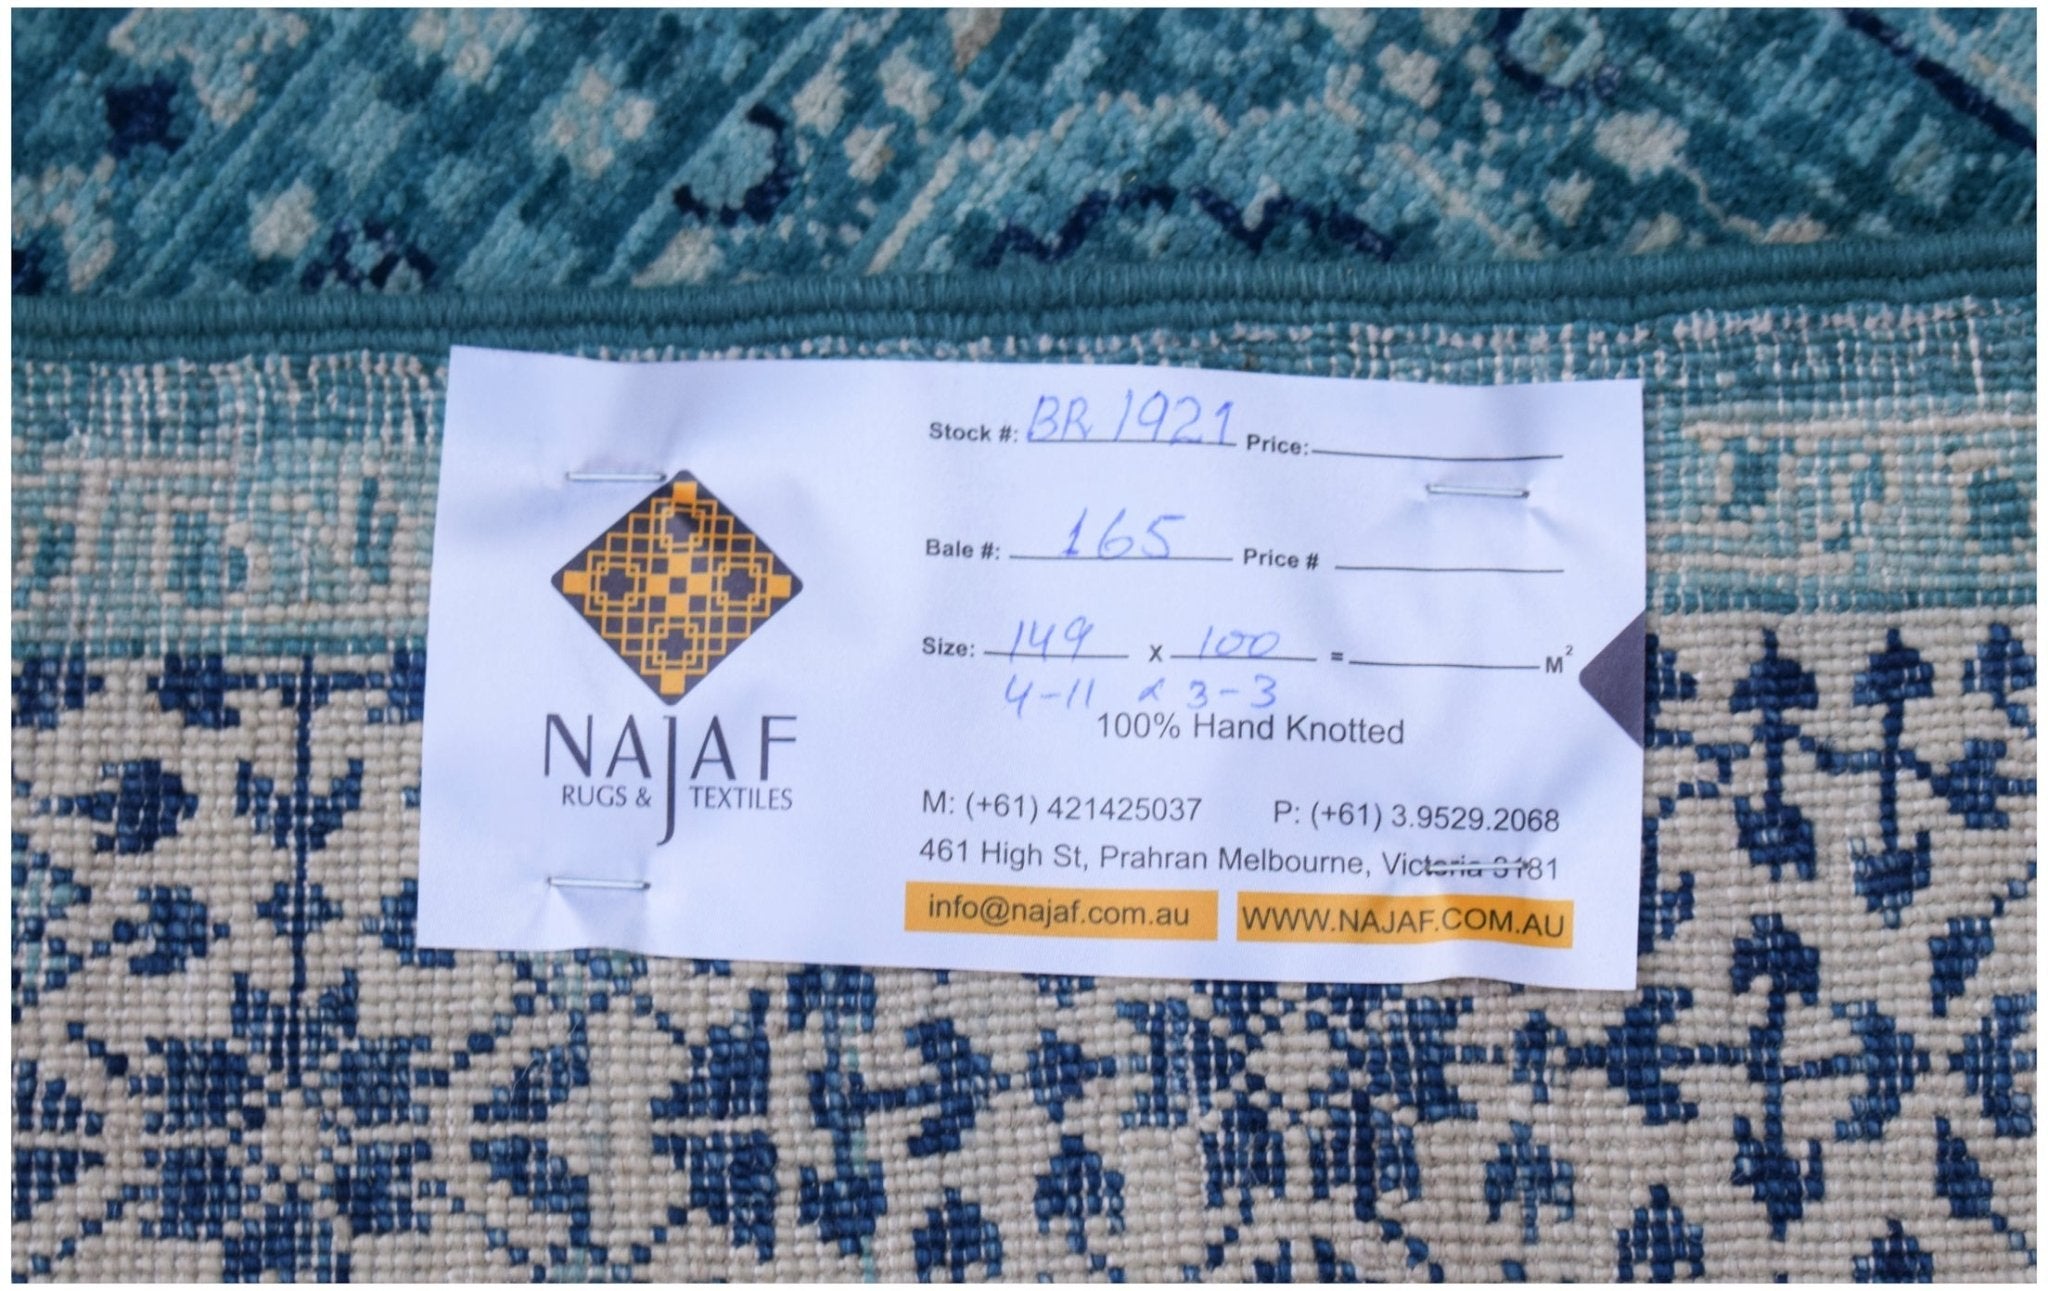 Stock #: BR 1921 Price:
Bale #: 165 Price #
Size: 149 x 100 = M²
4-11 x 3-3
100% Hand Knotted
NAJAF
RUGS & TEXTILES
M: (+61) 421425037 P: (+61) 3.9529.2068
461 High St, Prahran Melbourne, Victoria 3181
info@najaf.com.au WWW.NAJAF.COM.AU